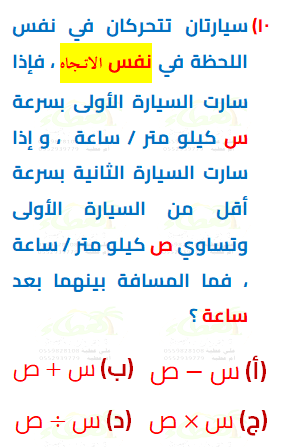 ١٠) سيارتان تتحركان في نفس
اللحظة في نفس الاتجاه ، فإذا
سارت السيارة الأولى بسرعة
س كيلو متر / ساعة ، و إذا
سارت السيارة الثانية بسرعة
أقل من السيارة الأولى
وتساوي ص كيلو متر / ساعة
، فما المسافة بينهما بعد
ساعة ؟
(أ) س – ص (ب) س + ص
(ج) س × ص (د) س ÷ ص